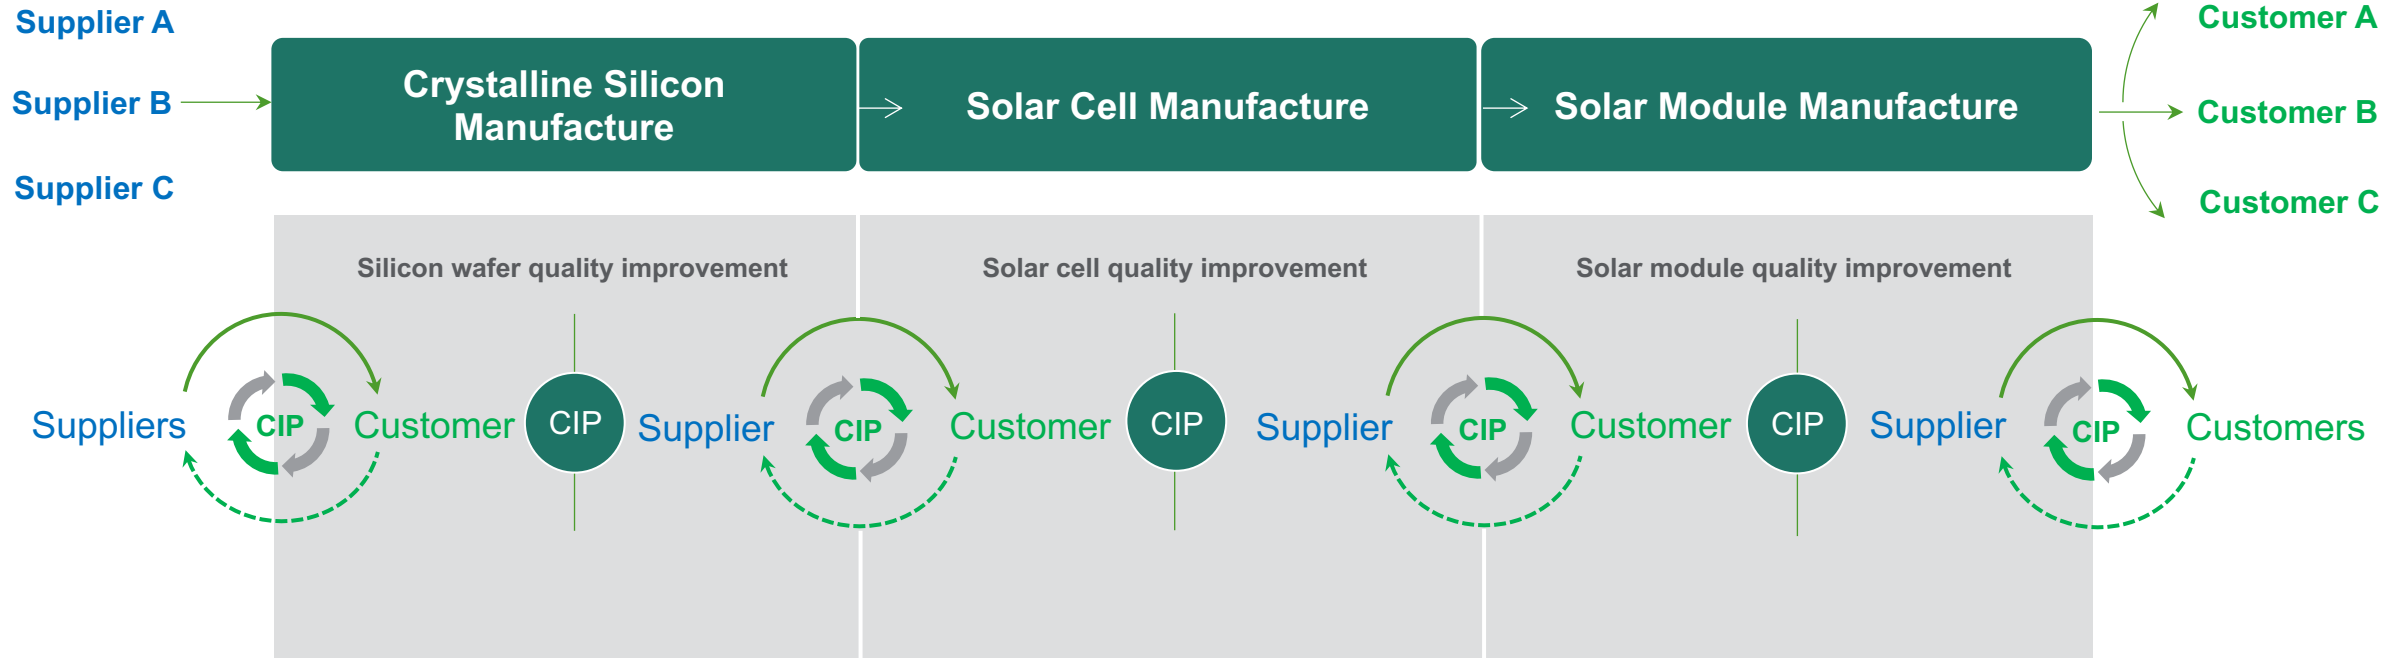 Supplier A
Supplier B
Supplier C
Crystalline Silicon
Manufacture
Solar Cell Manufacture
Solar Module Manufacture
Customer A
Customer B
Customer C
Silicon wafer quality improvement
Solar cell quality improvement
Solar module quality improvement
Suppliers
CIP
Customer
CIP
Supplier
CIP
Customer
CIP
Supplier
CIP
Customer
CIP
Supplier
CIP
Customers